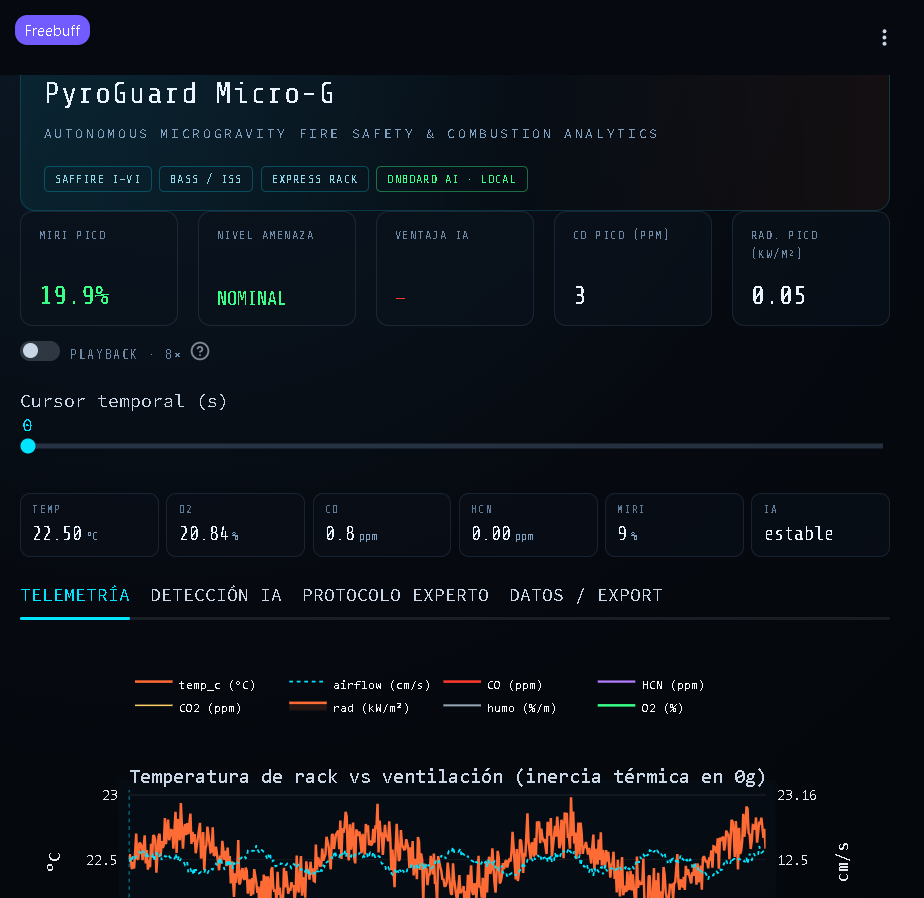 Freebuff
PyroGuard Micro-G
AUTONOMOUS MICROGRAVITY FIRE SAFETY & COMBUSTION ANALYTICS
SAFFIRE I-VI BASS / ISS EXPRESS RACK ONBOARD AI · LOCAL
MIRI PICO
19.9%
NIVEL AMENAZA
NOMINAL
VENTAJA IA
—
CO PICO (PPM)
3
RAD. PICO
(KW/M²)
0.05
PLAYBACK · 8× ?
Cursor temporal (s)
0
TEMP
22.50 °C
O2
20.84 %
CO
0.8 ppm
HCN
0.00 ppm
MIRI
9 %
IA
estable
TELEMETRÍA DETECCIÓN IA PROTOCOLO EXPERTO DATOS / EXPORT
temp_c (°C) airflow (cm/s) CO (ppm) HCN (ppm)
CO2 (ppm) rad (kW/m²) humo (%/m) O2 (%)
Temperatura de rack vs ventilación (inercia térmica en 0g)
23 23.16
22.5 12.5
°C cm/s